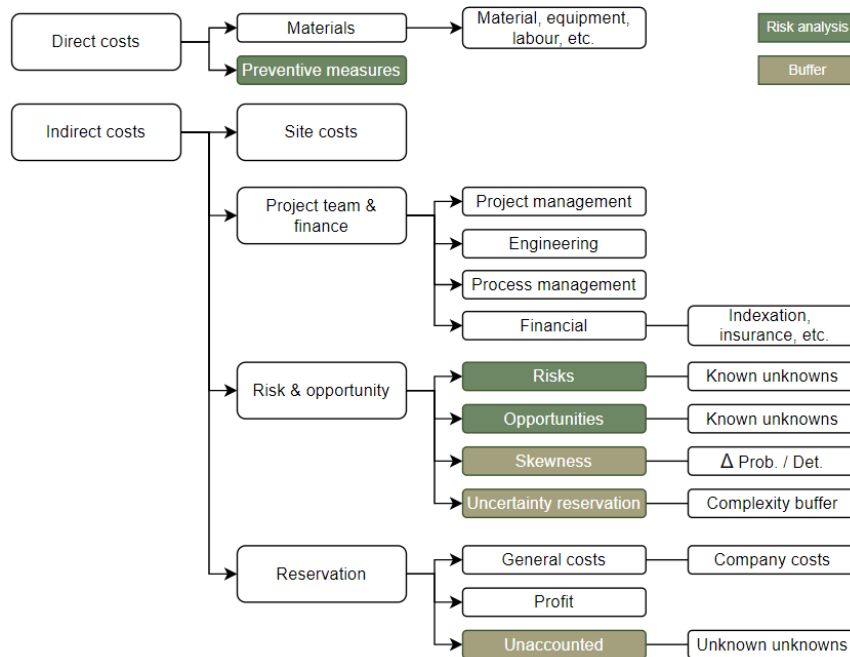 Direct costs
Materials
Material, equipment,
labour, etc.
Risk analysis
Preventive measures
Buffer
Indirect costs
Site costs
Project team &
finance
Project management
Engineering
Process management
Financial
Indexation,
insurance, etc.
Risk & opportunity
Risks
Known unknowns
Opportunities
Known unknowns
Skewness
Δ Prob. / Det.
Uncertainty reservation
Complexity buffer
Reservation
General costs
Company costs
Profit
Unaccounted
Unknown unknowns